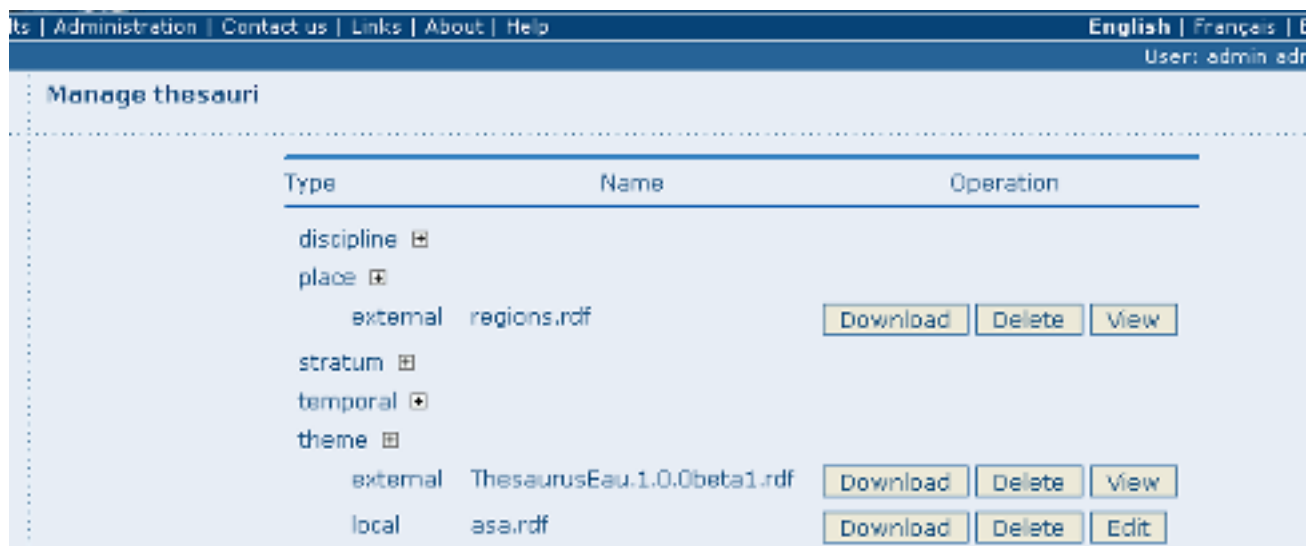 ts | Administration | Contact us | Links | About | Help English | Français | E
User: admin adm
Manage thesauri
Type Name Operation
discipline
place
external regions.rdf Download Delete View
stratum
temporal
theme
external ThesaurusEau.1.0.0beta1.rdf Download Delete View
local asa.rdf Download Delete Edit